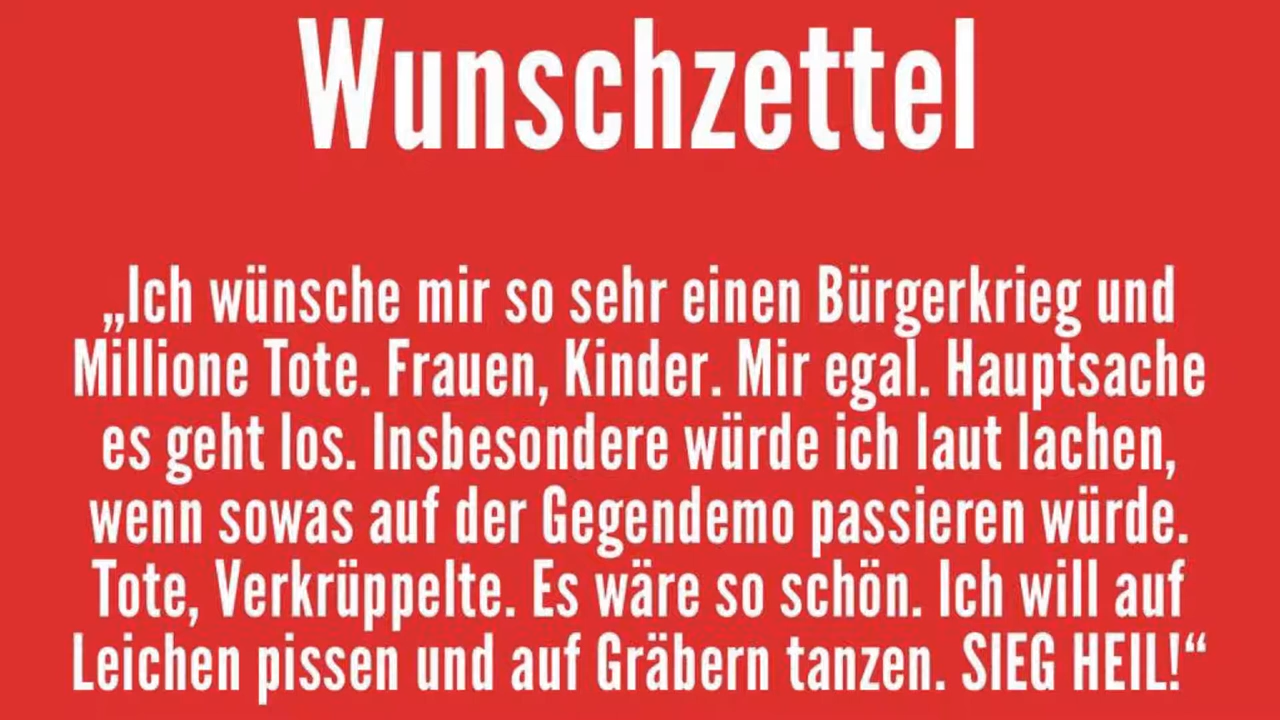 Wunschzettel
„Ich wünsche mir so sehr einen Bürgerkrieg und
Millione Tote. Frauen, Kinder. Mir egal. Hauptsache
es geht los. Insbesondere würde ich laut lachen,
wenn sowas auf der Gegendemo passieren würde.
Tote, Verkrüppelte. Es wäre so schön. Ich will auf
Leichen pissen und auf Gräbern tanzen. SIEG HEIL!“